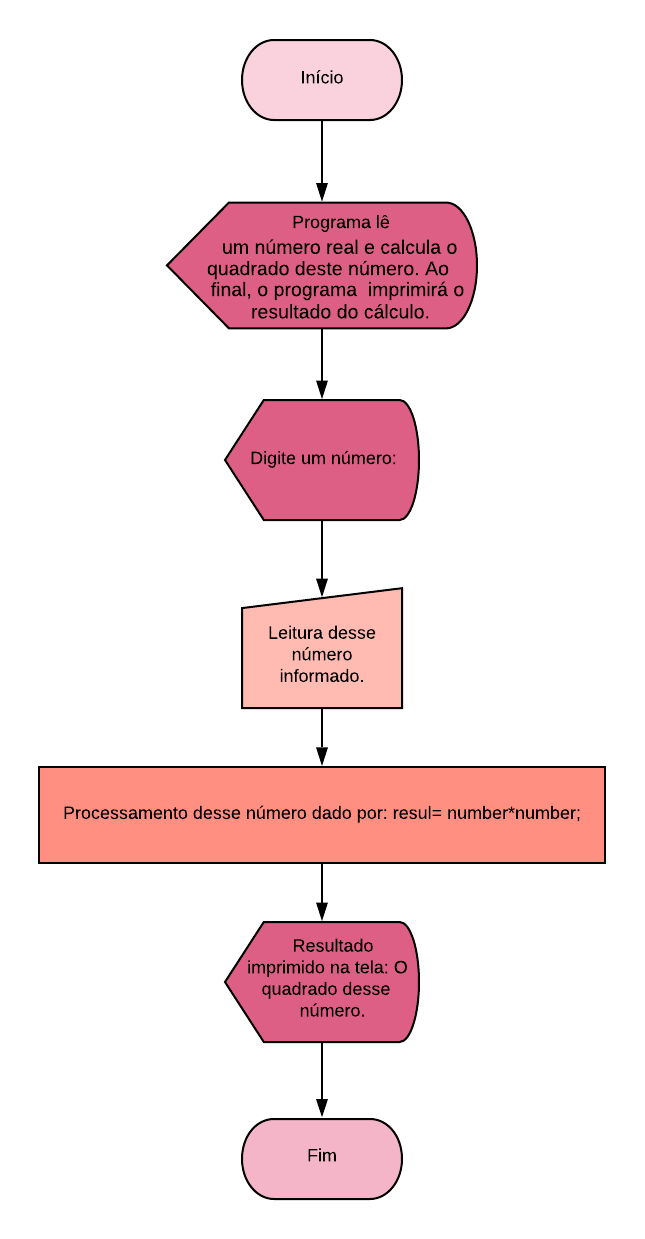 Início
Programa lê
um número real e calcula o
quadrado deste número. Ao
final, o programa  imprimirá o
resultado do cálculo.
Digite um número:
Leitura desse
número
informado.
Processamento desse número dado por: resul= number*number;
Resultado
imprimido na tela: O
quadrado desse
número.
Fim